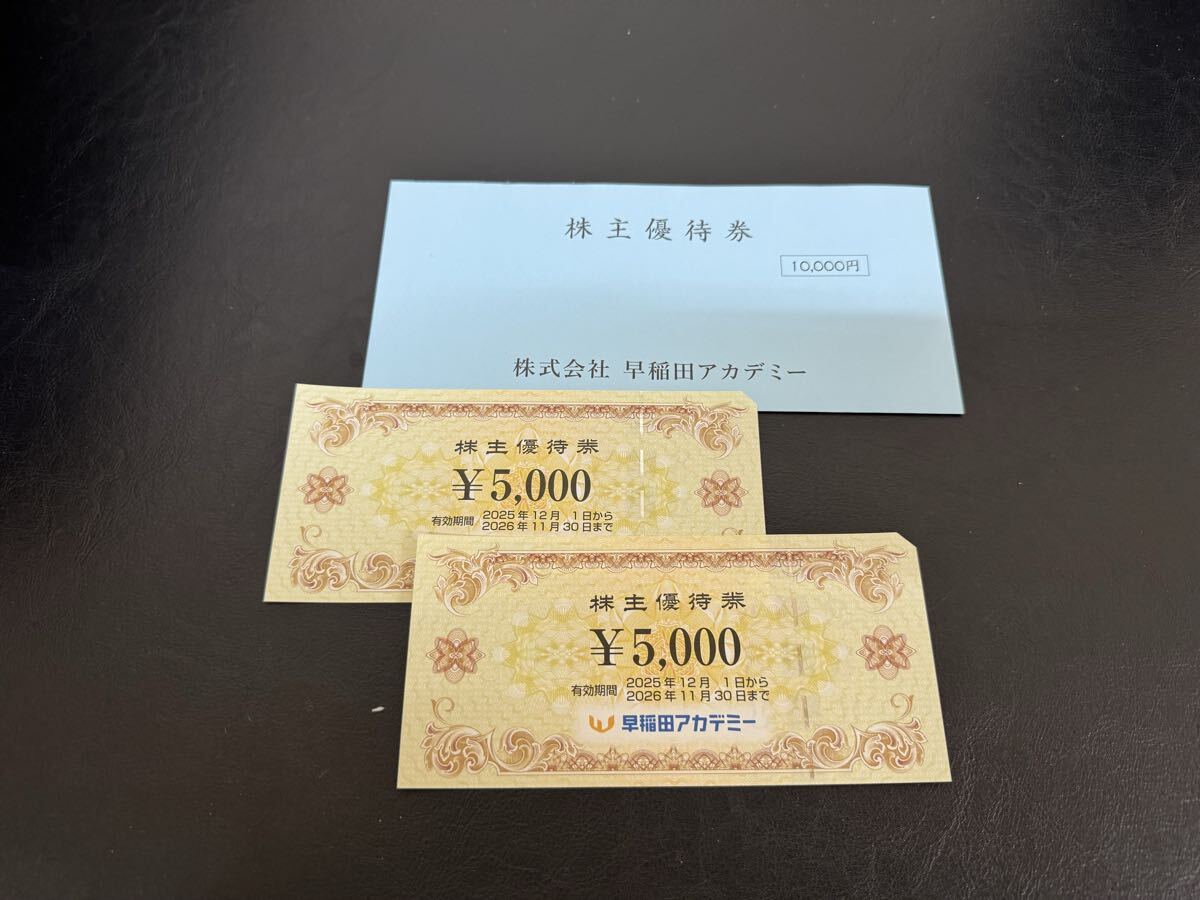 株主優待券
10,000円
株式会社 早稲田アカデミー
株主優待券
¥5,000
有効期間 2025年12月 1日から
2026年11月30日まで
株主優待券
¥5,000
有効期間 2025年12月 1日から
2026年11月30日まで
早稲田アカデミー